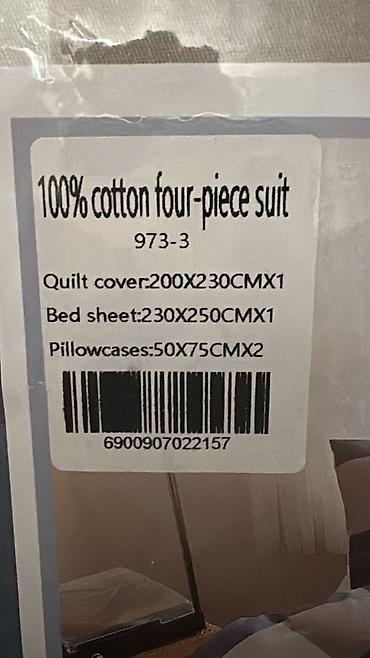 100% cotton four-piece suit
973-3
Quilt cover:200X230CMX1
Bed sheet:230X250CMX1
Pillowcases:50X75CMX2
6900907022157